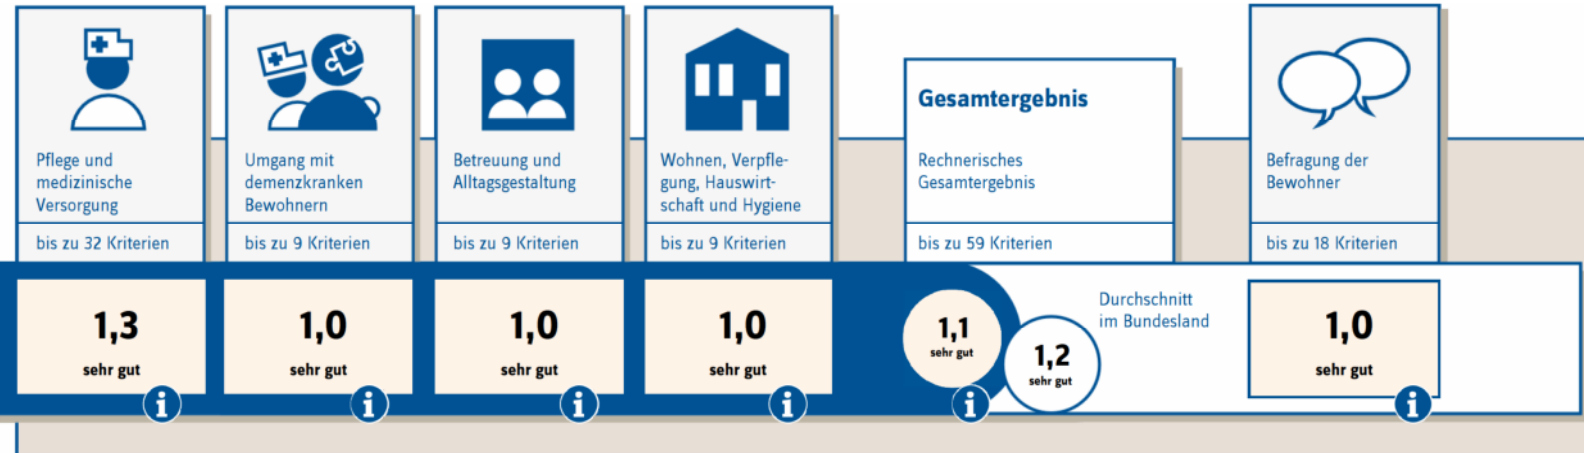 Pflege und
medizinische
Versorgung
bis zu 32 Kriterien
1,3
sehr gut
Umgang mit
demenzkranken
Bewohnern
bis zu 9 Kriterien
1,0
sehr gut
Betreuung und
Alltagsgestaltung
bis zu 9 Kriterien
1,0
sehr gut
Wohnen, Verpfle-
gung, Hauswirt-
schaft und Hygiene
bis zu 9 Kriterien
1,0
sehr gut
Gesamtergebnis
Rechnerisches
Gesamtergebnis
bis zu 59 Kriterien
1,1
sehr gut
Durchschnitt
im Bundesland
1,2
sehr gut
Befragung der
Bewohner
bis zu 18 Kriterien
1,0
sehr gut